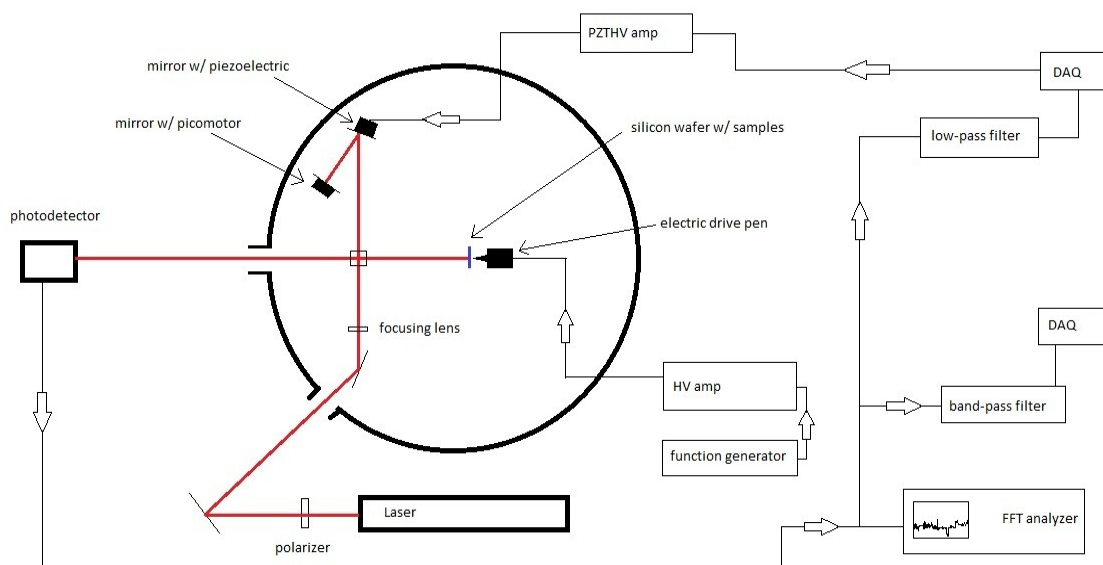 PZTHV amp
mirror w/ piezoelectric
DAQ
mirror w/ picomotor
silicon wafer w/ samples
low-pass filter
photodetector
electric drive pen
focusing lens
DAQ
HV amp
band-pass filter
function generator
Laser
FFT analyzer
polarizer